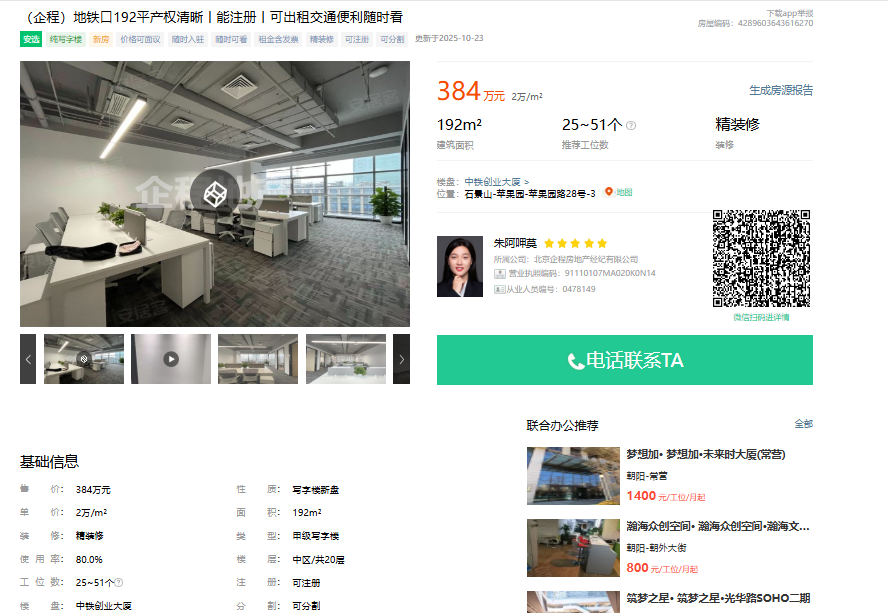 （企程）地铁口192平产权清晰丨能注册丨可出租交通便利随时看
下载app举报
房屋编码：4289603643616270
安选 纯写字楼 新房 价格可面议 随时入驻 随时可看 租金含发票 精装修 可注册 可分割 更新于2025-10-23
384万元 2万/m² 生成房源报告
192m² 25~51个 精装修
建筑面积 推荐工位数 装修
楼盘：中铁创业大厦 >
位置：石景山-苹果园-苹果园路28号-3 地图
朱阿呷莫
所属公司：北京企程房地产经纪有限公司
营业执照编码：91110107MA020K0N14
从业人员编号：0478149
微信扫码进详情
电话联系TA
联合办公推荐 全部
梦想加• 梦想加•未来时大厦(常营)
朝阳-常营
1400 元/工位/月起
瀚海众创空间• 瀚海众创空间•瀚海文...
朝阳-朝外大街
800 元/工位/月起
筑梦之星• 筑梦之星•光华路SOHO二期
基础信息
售价：384万元 性质：写字楼新盘
单价：2万/m² 面积：192m²
装修：精装修 类型：甲级写字楼
使用率：80.0% 楼层：中区/共20层
工位数：25~51个 注册：可注册
楼盘：中铁创业大厦 分割：可分割